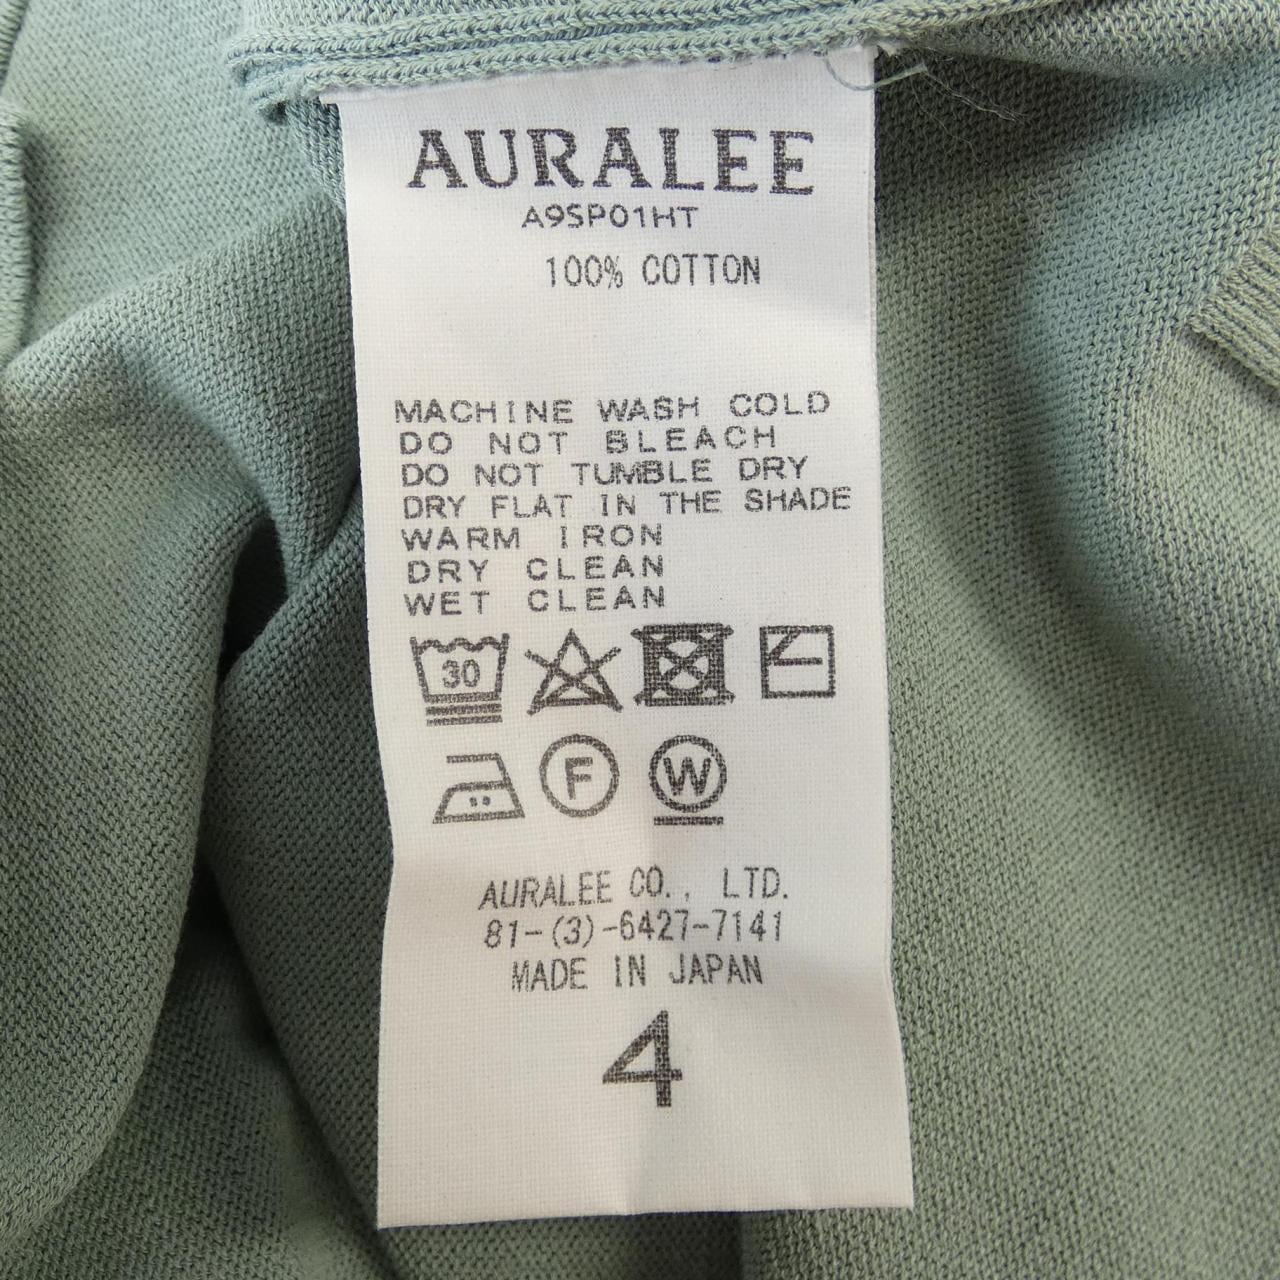 AURALEE
A9SP01HT
100% COTTON
MACHINE WASH COLD
DO NOT BLEACH
DO NOT TUMBLE DRY
DRY FLAT IN THE SHADE
WARM IRON
DRY CLEAN
WET CLEAN
30
F W
AURALEE CO., LTD.
81-(3)-6427-7141
MADE IN JAPAN
4